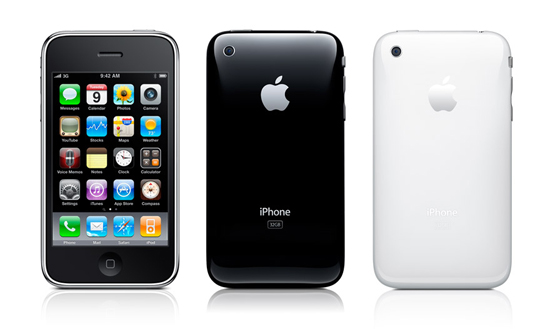 3G 9:42 AM
Tuesday
9
Messages Calendar Photos Camera
YouTube Stocks Maps Weather
Voice Memos Notes Clock Calculator
Settings iTunes App Store Compass
Phone Mail Safari iPod
iPhone
32GB
iPhone